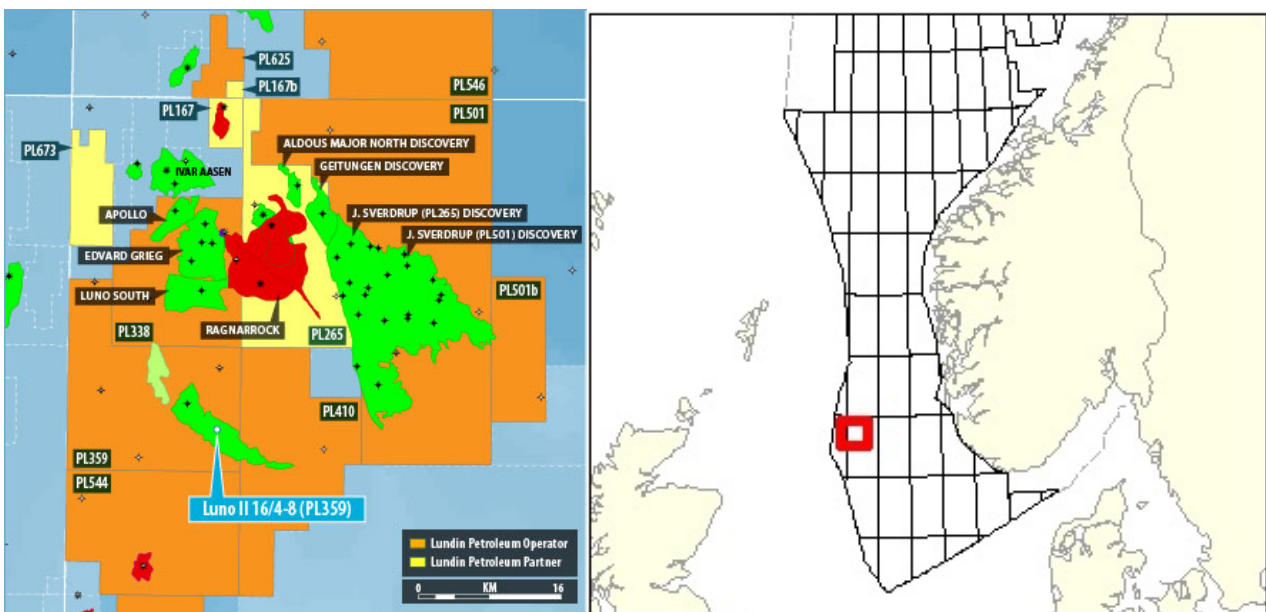 PL625
PL167b
PL546
PL167
PL501
PL673
ALDOUS MAJOR NORTH DISCOVERY
GEITUNGEN DISCOVERY
IVAR AASEN
APOLLO
J. SVERDRUP (PL265) DISCOVERY
J. SVERDRUP (PL501) DISCOVERY
EDVARD GRIEG
LUNO SOUTH
PL501b
RAGNARROCK
PL338
PL265
PL410
PL359
PL544
Luno II 16/4-8 (PL359)
Lundin Petroleum Operator
Lundin Petroleum Partner
0 KM 16